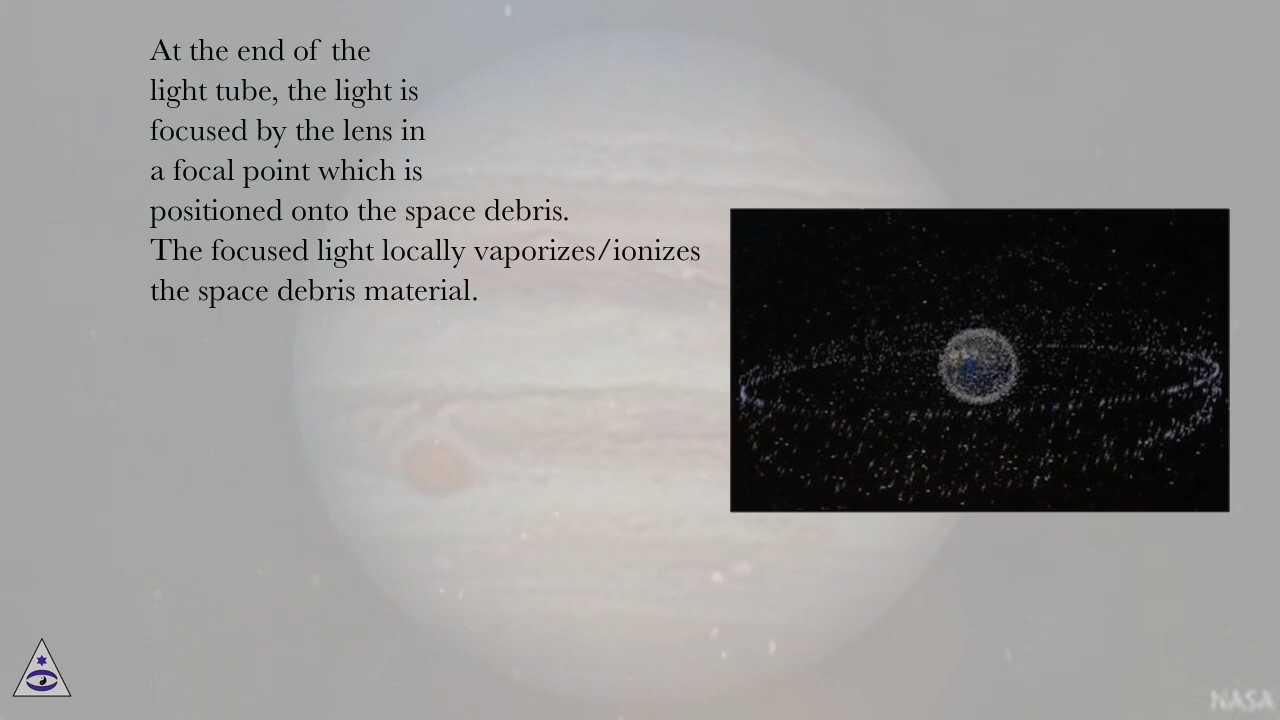 At the end of the
light tube, the light is
focused by the lens in
a focal point which is
positioned onto the space debris.
The focused light locally vaporizes/ionizes
the space debris material.
NASA